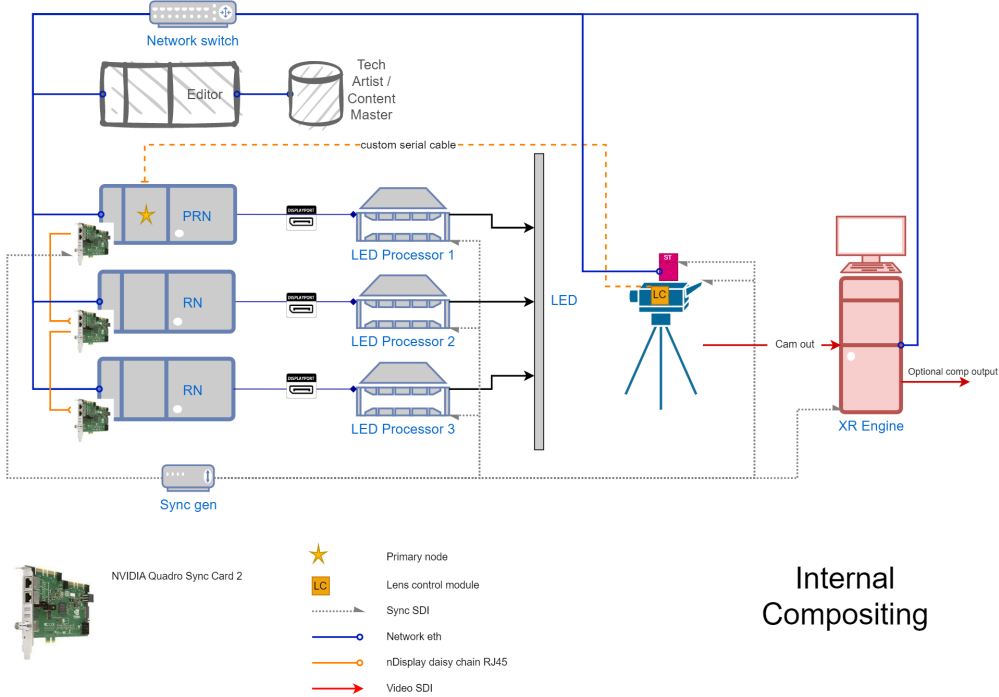 Network switch
Editor
Tech
Artist /
Content
Master
custom serial cable
PRN
DISPLAYPORT
LED Processor 1
ST
LC
RN
DISPLAYPORT
LED Processor 2
LED
Cam out
RN
DISPLAYPORT
LED Processor 3
Optional comp output
XR Engine
Sync gen
NVIDIA Quadro Sync Card 2
Primary node
LC
Lens control module
Sync SDI
Network eth
nDisplay daisy chain RJ45
Video SDI
Internal
Compositing